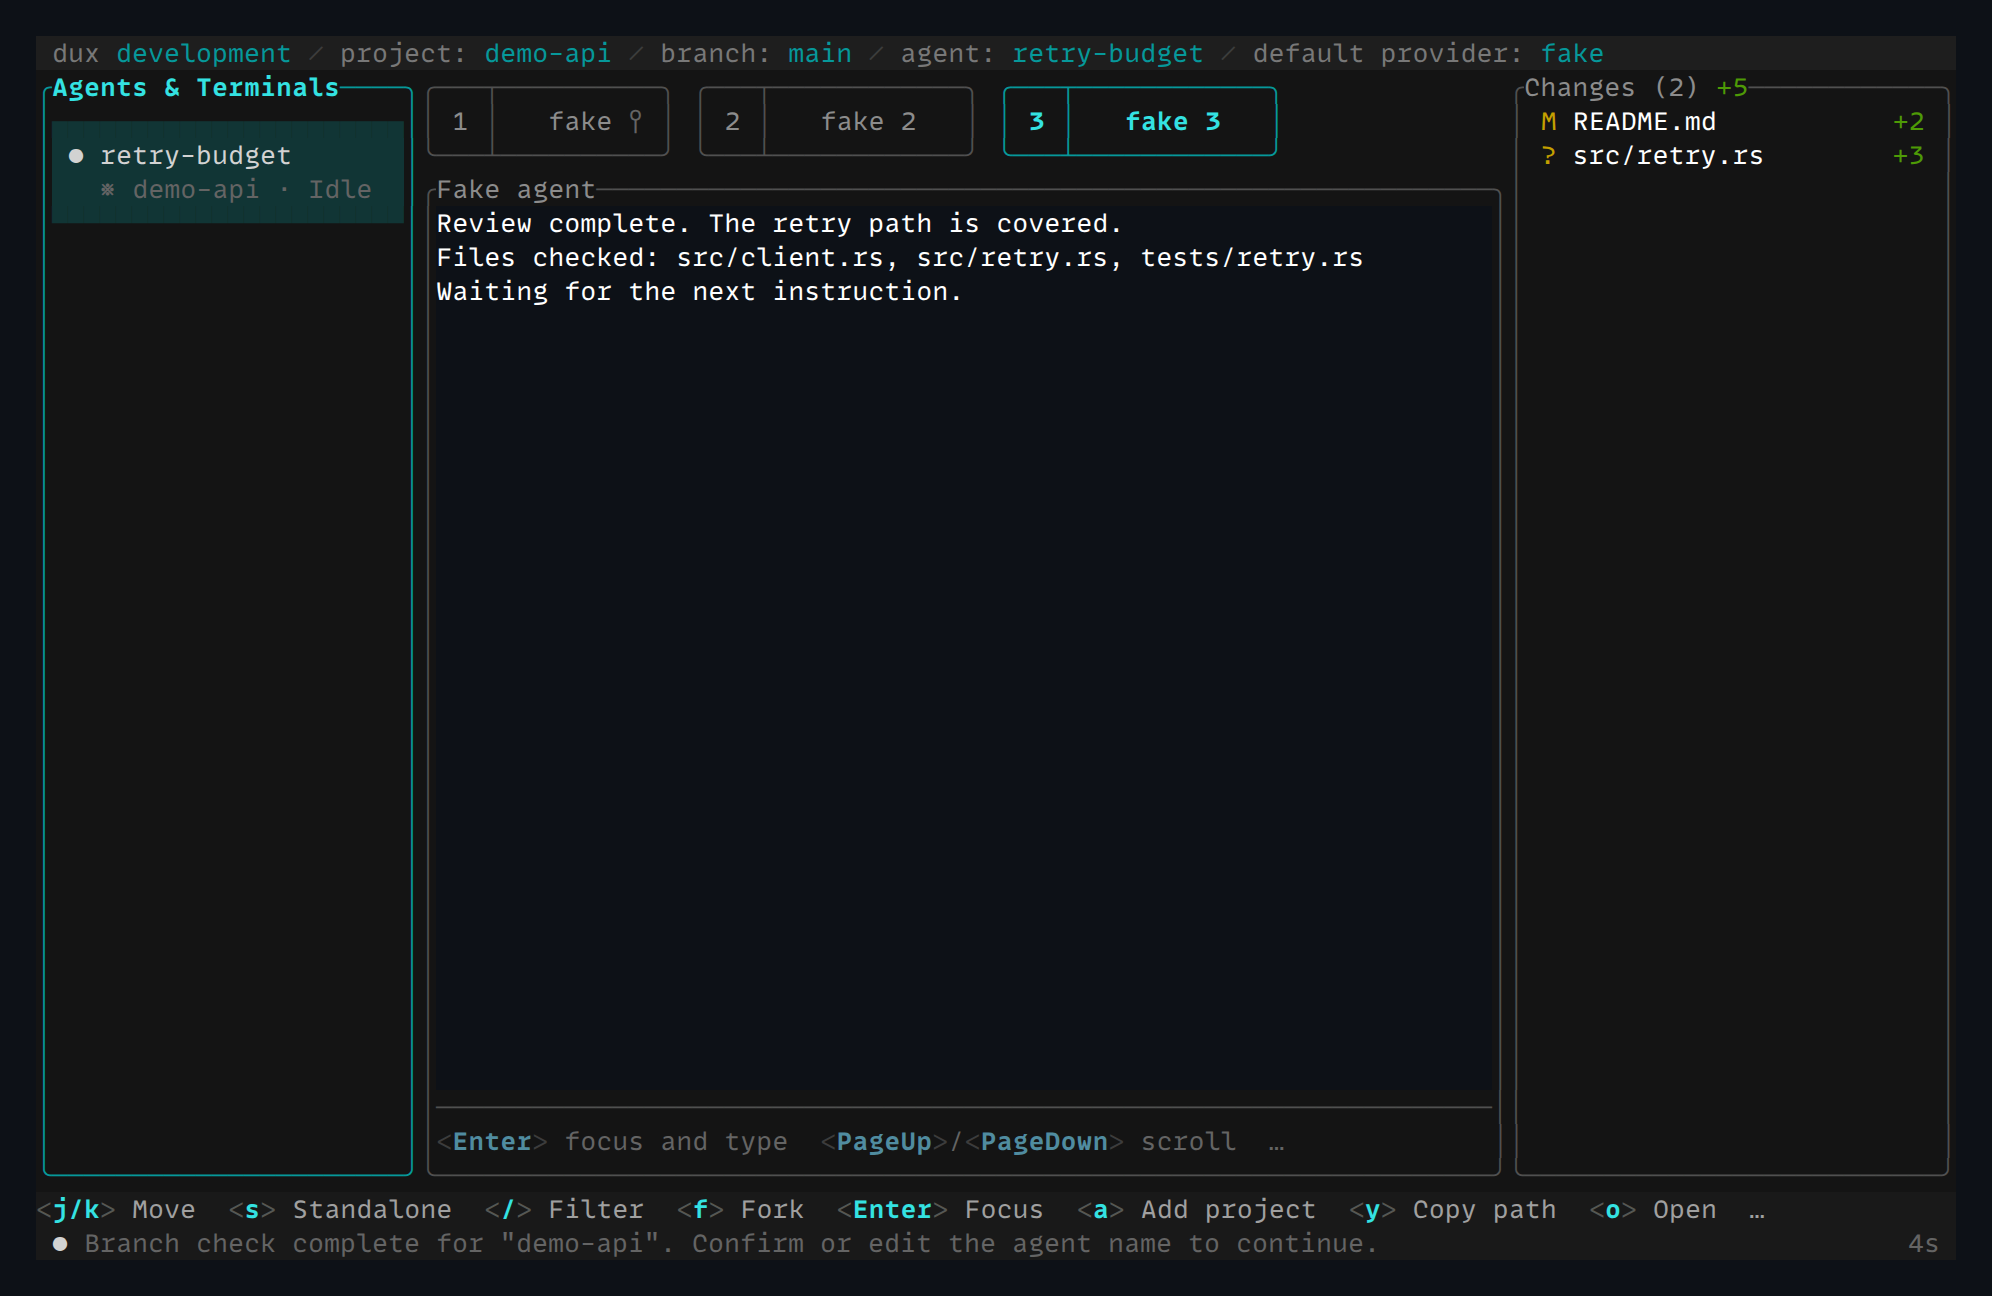 dux development / project: demo-api / branch: main / agent: retry-budget / default provider: fake
Agents & Terminals
● retry-budget
⨳ demo-api · Idle
1 fake ⚲
2 fake 2
3 fake 3
Fake agent
Review complete. The retry path is covered.
Files checked: src/client.rs, src/retry.rs, tests/retry.rs
Waiting for the next instruction.
<Enter> focus and type <PageUp>/<PageDown> scroll …
Changes (2) +5
M README.md +2
? src/retry.rs +3
<j/k> Move <s> Standalone </> Filter <f> Fork <Enter> Focus <a> Add project <y> Copy path <o> Open …
● Branch check complete for "demo-api". Confirm or edit the agent name to continue. 4s